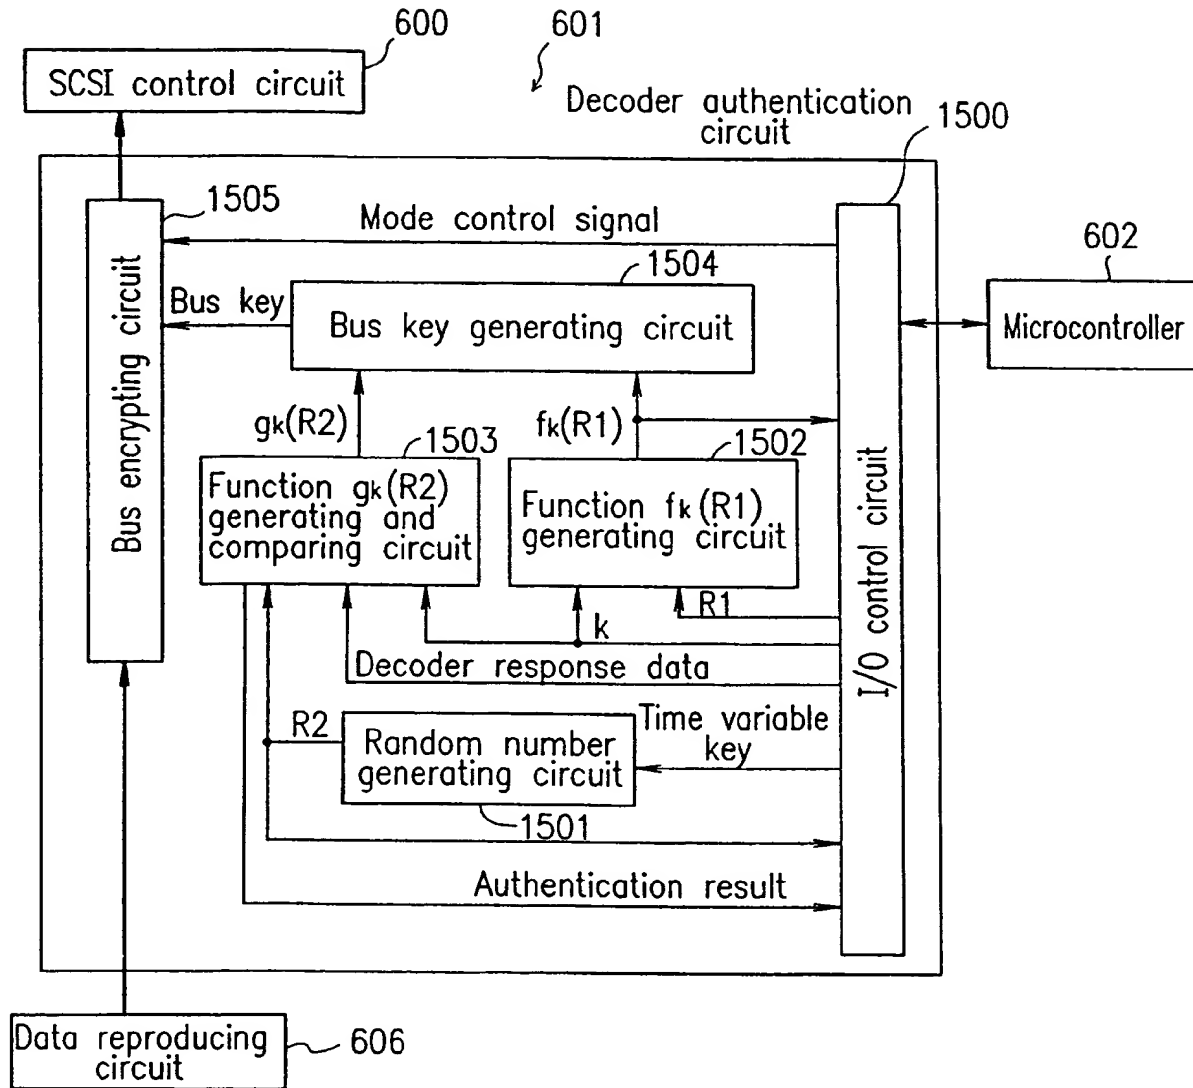 600
601
SCSI control circuit
Decoder authentication
circuit
1500
1505
Mode control signal
602
1504
Bus key
Bus key generating circuit
Microcontroller
Bus encrypting circuit
gk(R2)
fk(R1)
1503
1502
Function gk(R2)
generating and
comparing circuit
Function fk(R1)
generating circuit
I/O control circuit
R1
k
Decoder response data
R2
Time variable
key
Random number
generating circuit
1501
Authentication result
Data reproducing
circuit
606